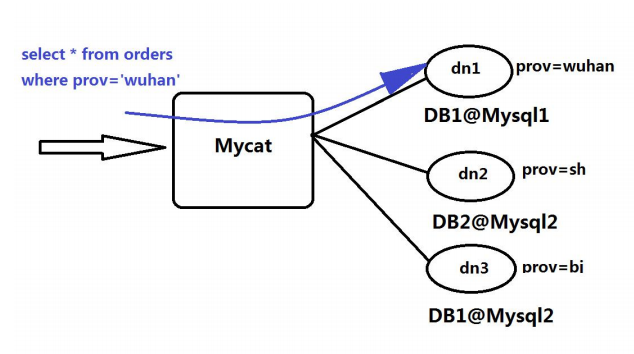 select * from orders
where prov='wuhan'
Mycat
dn1
prov=wuhan
DB1@Mysql1
dn2
prov=sh
DB2@Mysql2
dn3
prov=bi
DB1@Mysql2